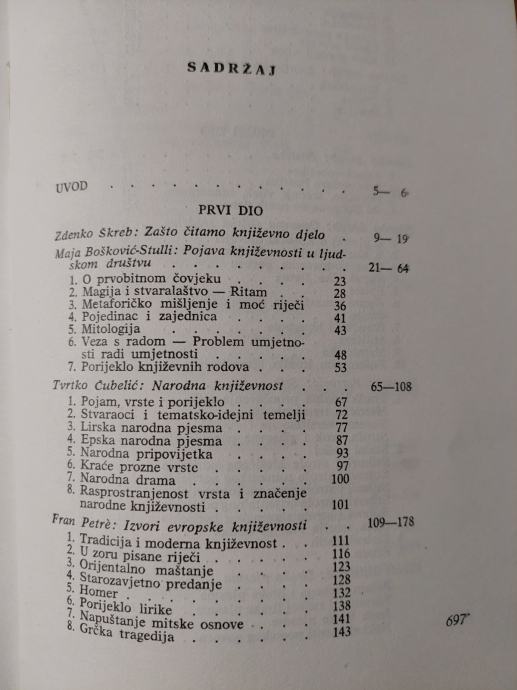 SADRŽAJ
UVOD . . . . . . . . . . . . 5— 6
PRVI DIO
Zdenko Škreb: Zašto čitamo književno djelo . 9— 19
Maja Bošković-Stulli: Pojava književnosti u ljud-
skom društvu . . . . . . . . . 21— 64
1. O prvobitnom čovjeku . . . . 23
2. Magija i stvaralaštvo — Ritam . . 28
3. Metaforičko mišljenje i moć riječi 36
4. Pojedinac i zajednica . . . . 41
5. Mitologija . . . . . . 43
6. Veza s radom — Problem umjetno-
sti radi umjetnosti . . . . . 48
7. Porijeklo književnih rodova . . . 53
Tvrtko Čubelić: Narodna književnost . . . 65—108
1. Pojam, vrste i porijeklo . . . . 67
2. Stvaraoci i tematsko-idejni temelji 72
3. Lirska narodna pjesma . . . . 77
4. Epska narodna pjesma . . . . 87
5. Narodna pripovijetka . . . . 93
6. Kraće prozne vrste . . . . 97
7. Narodna drama . . . . . 100
8. Rasprostranjenost vrsta i značenje
narodne književnosti . . . . 101
Fran Petrè: Izvori evropske književnosti . . 109—178
1. Tradicija i moderna književnost . . 111
2. U zoru pisane riječi . . . . 116
3. Orijentalno maštanje . . . . 123
4. Starozavjetno predanje . . . . 128
5. Homer . . . . . . . 132
6. Porijeklo lirike . . . . . 138
7. Napuštanje mitske osnove . . . 141
8. Grčka tragedija . . . . . 143
697